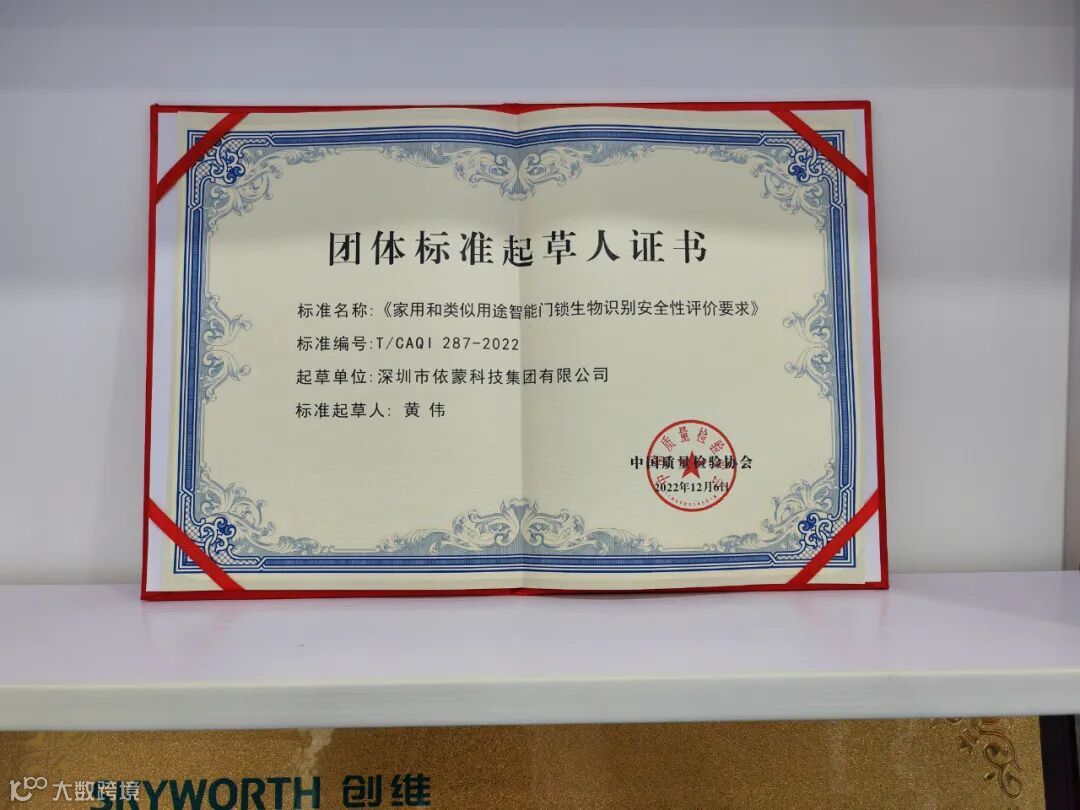 团体标准起草人证书
标准名称:《家用和类似用途智能门锁生物识别安全性评价要求》
标准编号:T/CAQI 287-2022
起草单位:深圳市依蒙科技集团有限公司
标准起草人: 黄 伟
中国质量检验协会
2022年12月6日
SKYWORTH 创维
大数跨境